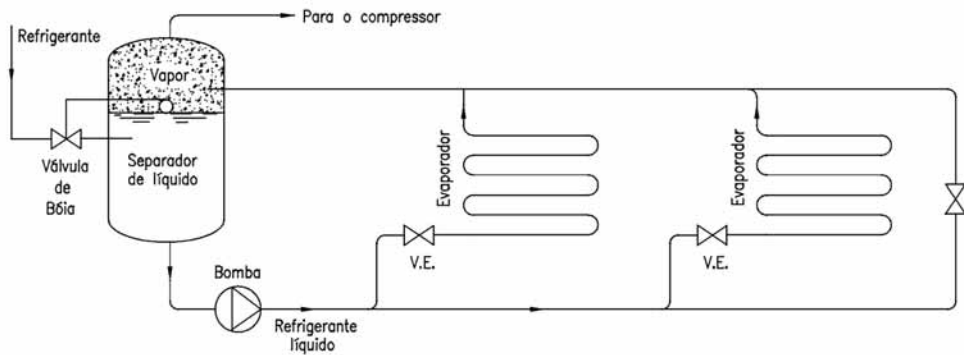 Para o compressor
Refrigerante
Vapor
Separador
de líquido
Válvula
de
Bóia
Evaporador
Evaporador
V.E.
V.E.
Bomba
Refrigerante
líquido